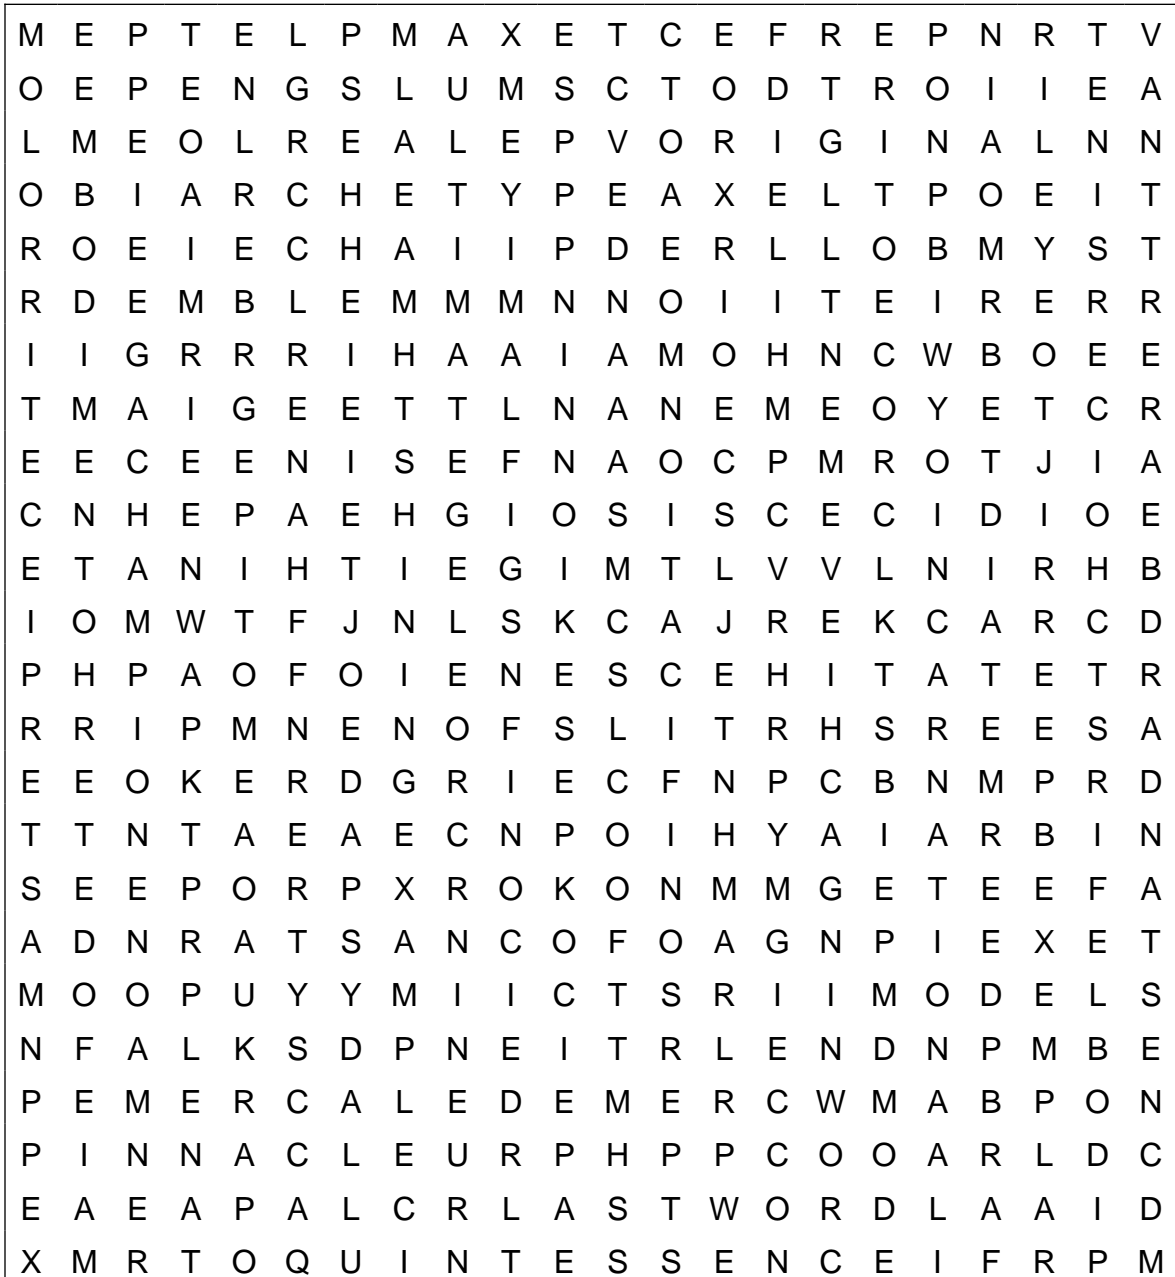 M E P T E L P M A X E T C E F R E P N R T V
O E P E N G S L U M S C T O D T R O I I E A
L M E O L R E A L E P V O R I G I N A L N N
O B I A R C H E T Y P E A X E L T P O E I T
R O E I E C H A I I P D E R L L O B M Y S T
R D E M B L E M M M N N O I I T E I R E R R
I I G R R R I H A A I A M O H N C W B O E E
T M A I G E E T T L N A N E M E O Y E T C R
E E C E E N I S E F N A O C P M R O T J I A
C N H E P A E H G I O S I S C E C I D I O E
E T A N I H T I E G I M T L V V L N I R H B
I O M W T F J N L S K C A J R E K C A R C D
P H P A O F O I E N E S C E H I T A T E T R
R R I P M N E N O F S L I T R H S R E E S A
E E O K E R D G R I E C F N P C B N M P R D
T T N T A E A E C N P O I H Y A I A R B I N
S E E P O R P X R O K O N M M G E T E E F A
A D N R A T S A N C O F O A G N P I E X E T
M O O P U Y Y M I I C T S R I I M O D E L S
N F A L K S D P N E I T R L E N D N P M B E
P E M E R C A L E D E M E R C W M A B P O N
P I N N A C L E U R P H P P C O O A R L D C
E A E A P A L C R L A S T W O R D L A A I D
X M R T O Q U I N T E S S E N C E I F R P M